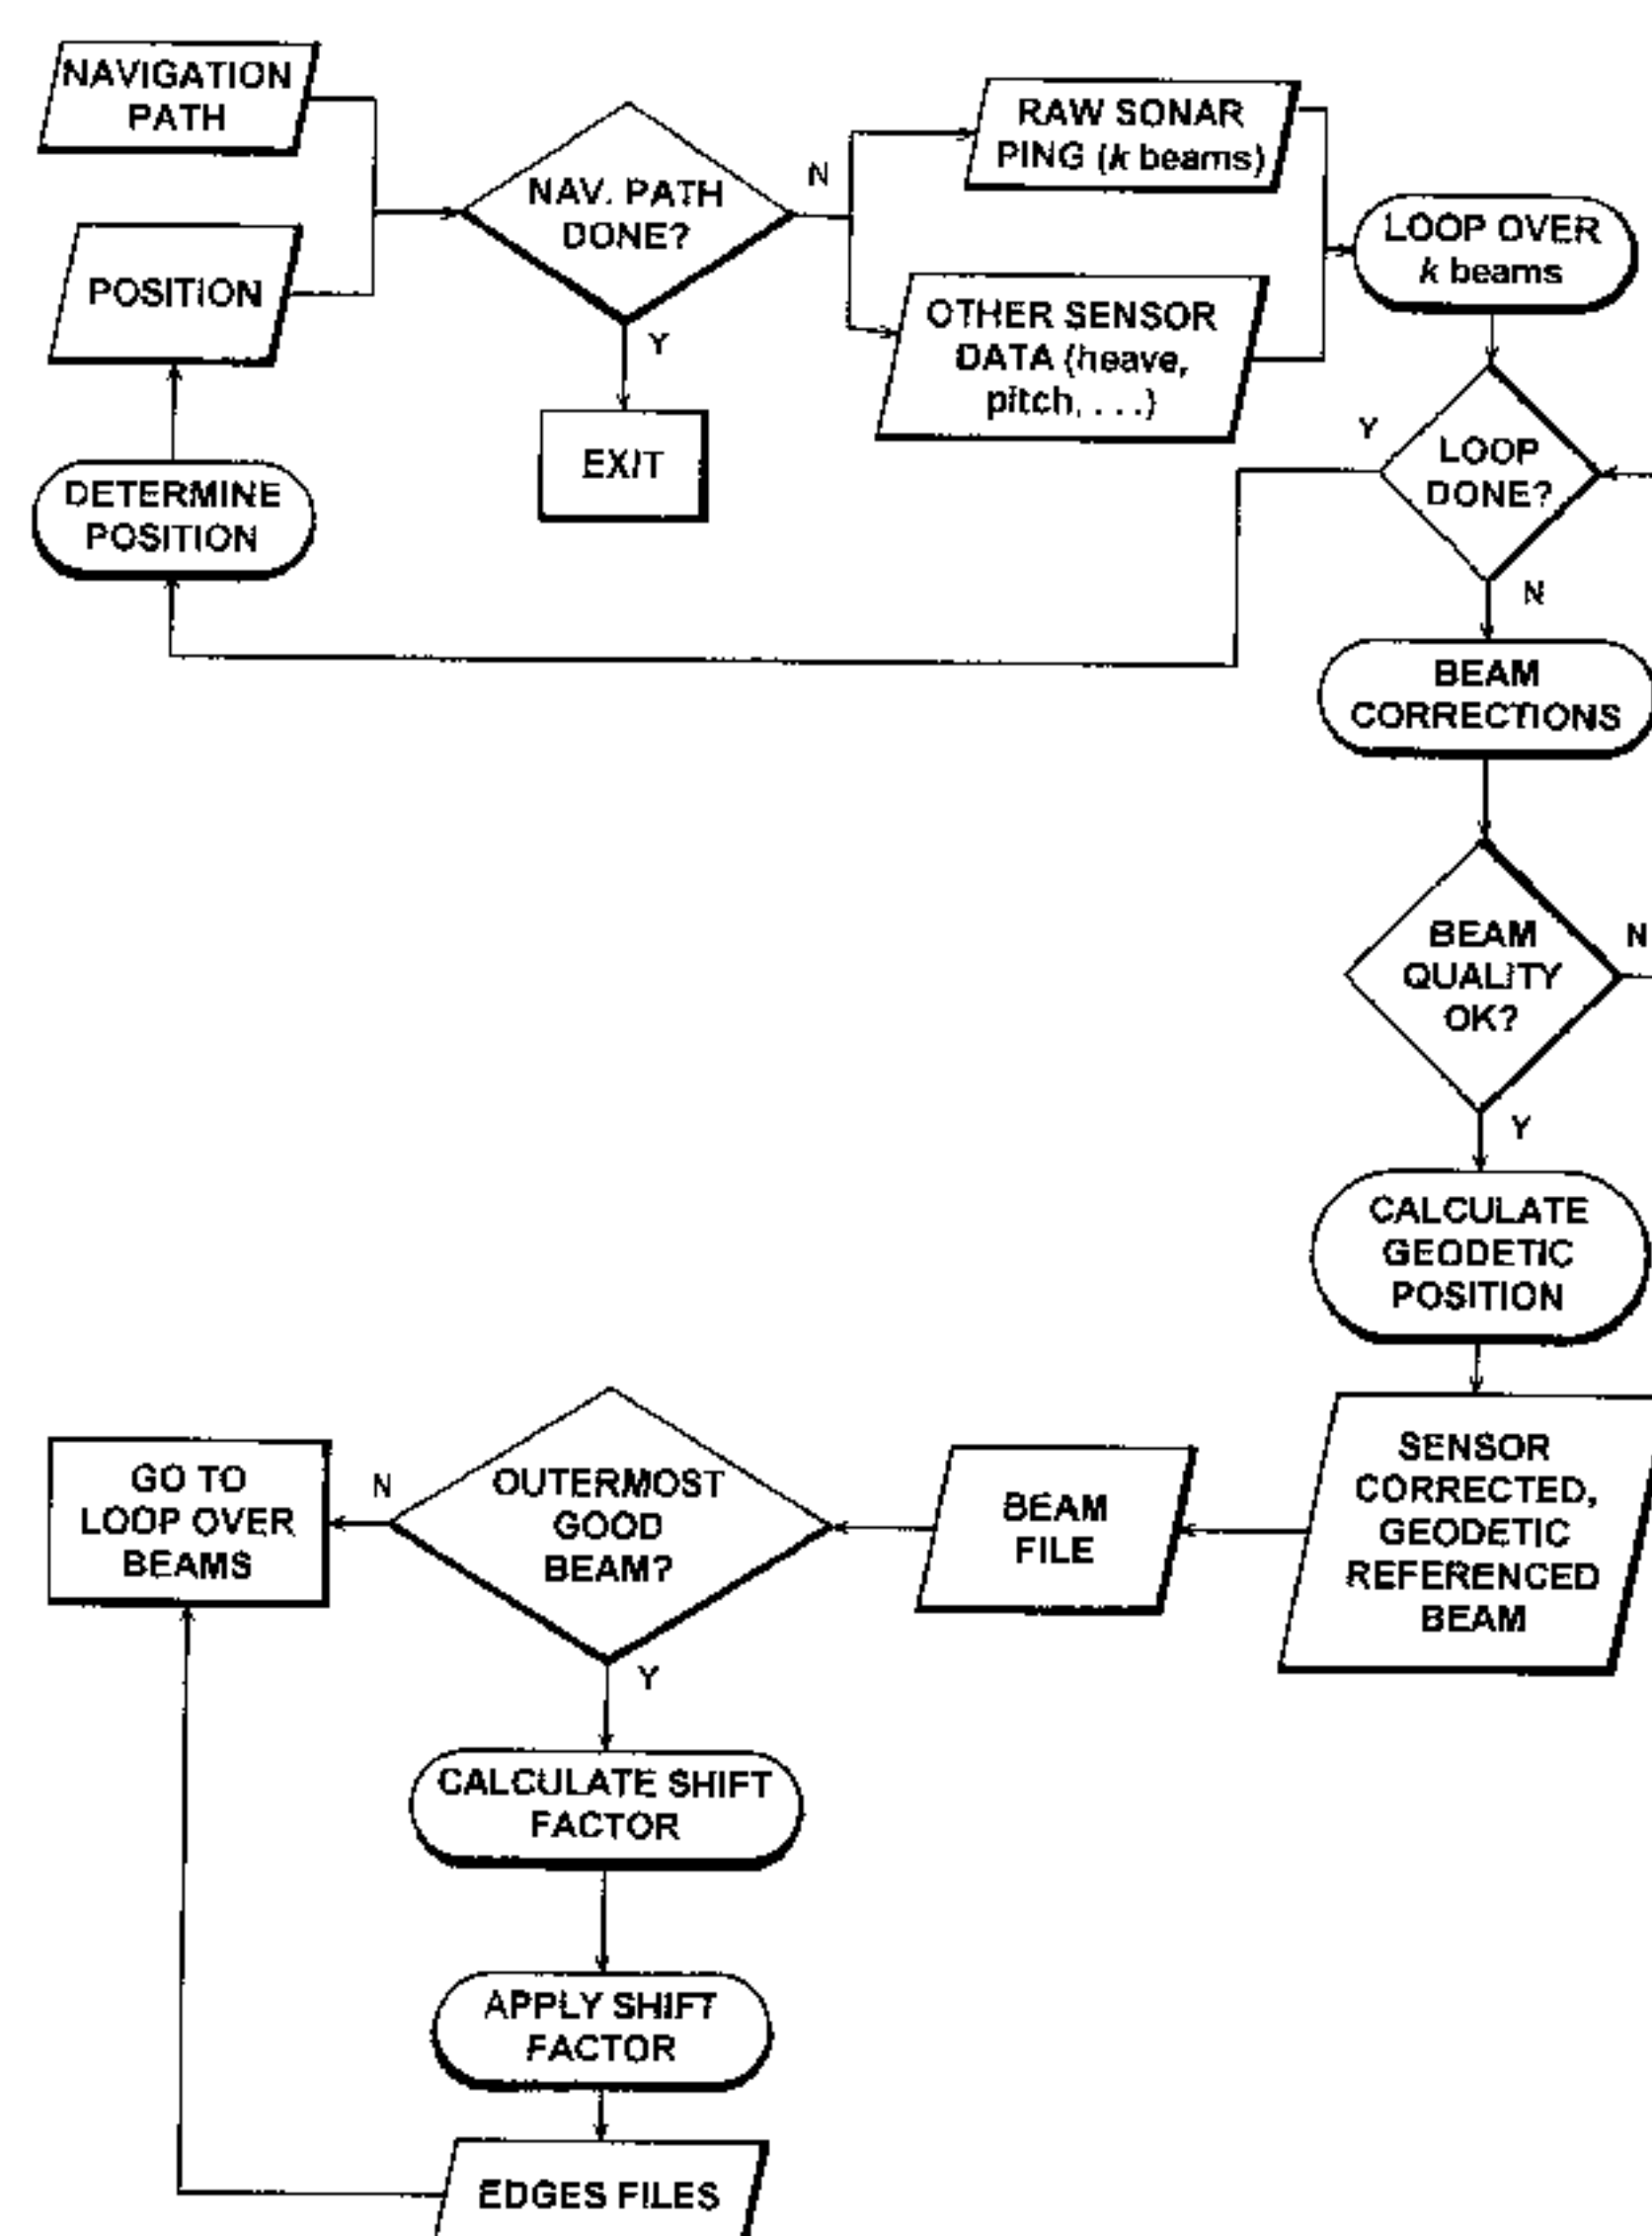 NAVIGATION
PATH
POSITION
DETERMINE
POSITION
NAV. PATH
DONE?
N
Y
EXIT
RAW SONAR
PING (k beams)
OTHER SENSOR
DATA (heave,
pitch, . . .)
LOOP OVER
k beams
LOOP
DONE?
Y
N
BEAM
CORRECTIONS
BEAM
QUALITY
OK?
N
Y
CALCULATE
GEODETIC
POSITION
SENSOR
CORRECTED,
GEODETIC
REFERENCED
BEAM
BEAM
FILE
OUTERMOST
GOOD
BEAM?
N
Y
GO TO
LOOP OVER
BEAMS
CALCULATE SHIFT
FACTOR
APPLY SHIFT
FACTOR
EDGES FILES